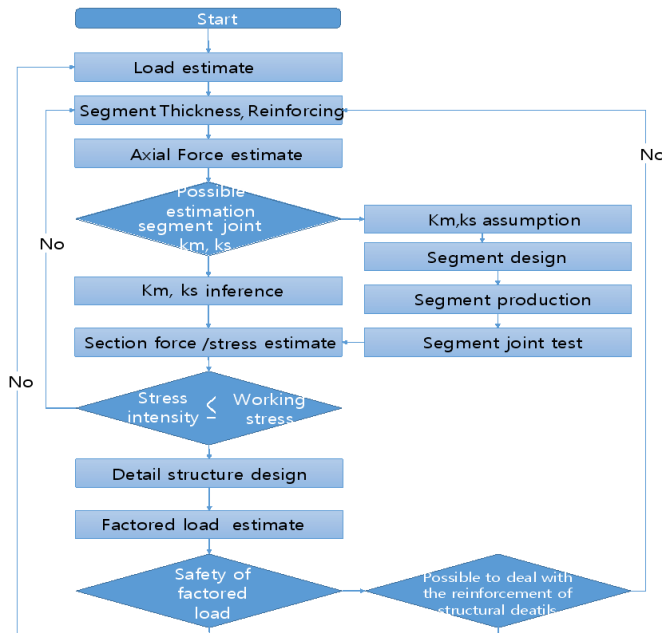 Start
Load estimate
Segment Thickness, Reinforcing
Axial Force estimate
No
Possible
estimation
segment joint
km, ks
Km,ks assumption
No
Segment design
Km, ks inference
Segment production
Section force /stress estimate
Segment joint test
No
Stress
intensity
≤
Working
stress
Detail structure design
Factored load estimate
Safety of
factored
load
Possible to deal with
the reinforcement of
structural deatils